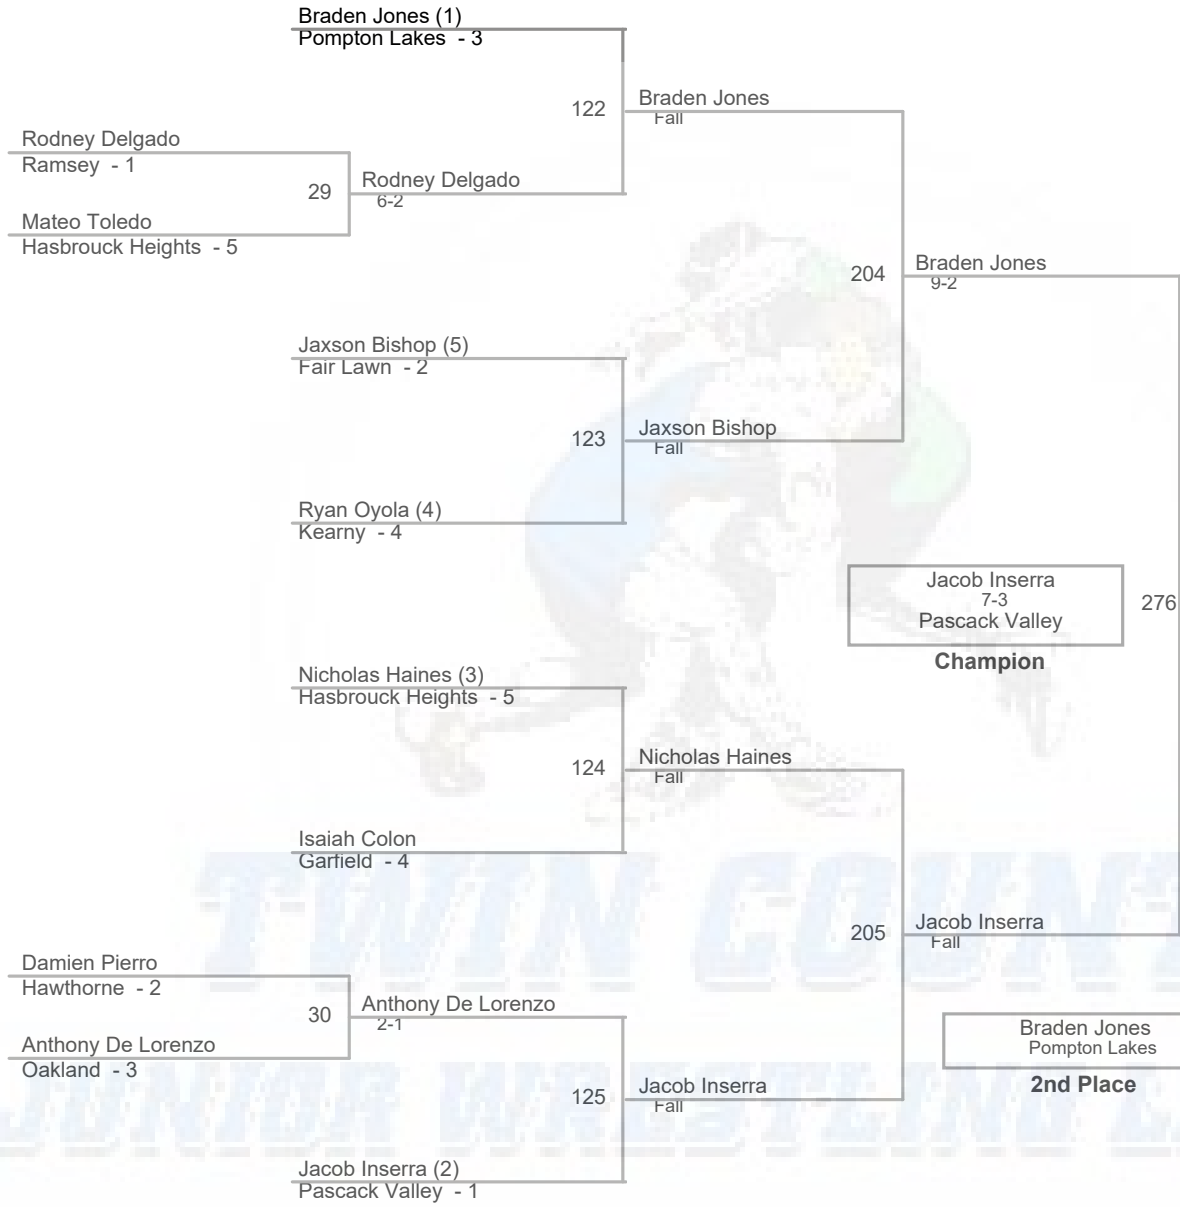 Braden Jones (1)
Pompton Lakes - 3
122
Braden Jones
Fall
Rodney Delgado
Ramsey - 1
29
Rodney Delgado
6-2
Mateo Toledo
Hasbrouck Heights - 5
204
Braden Jones
9-2
Jaxson Bishop (5)
Fair Lawn - 2
123
Jaxson Bishop
Fall
Ryan Oyola (4)
Kearny - 4
Jacob Inserra
7-3
Pascack Valley
276
Champion
Nicholas Haines (3)
Hasbrouck Heights - 5
124
Nicholas Haines
Fall
Isaiah Colon
Garfield - 4
TWIN COUNT
205
Jacob Inserra
Fall
Damien Pierro
Hawthorne - 2
30
Anthony De Lorenzo
2-1
Anthony De Lorenzo
Oakland - 3
Braden Jones
Pompton Lakes
2nd Place
125
Jacob Inserra
Fall
JUNIOR WRESTLING L
Jacob Inserra (2)
Pascack Valley - 1